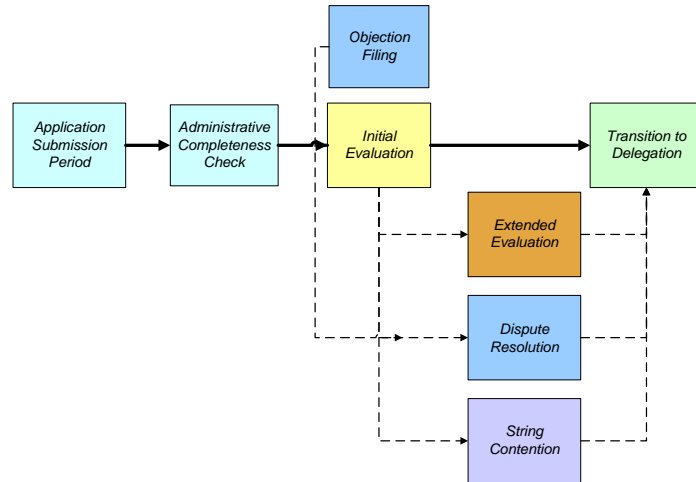 Objection
Filing
Application
Submission
Period
Administrative
Completeness
Check
Initial
Evaluation
Transition to
Delegation
Extended
Evaluation
Dispute
Resolution
String
Contention